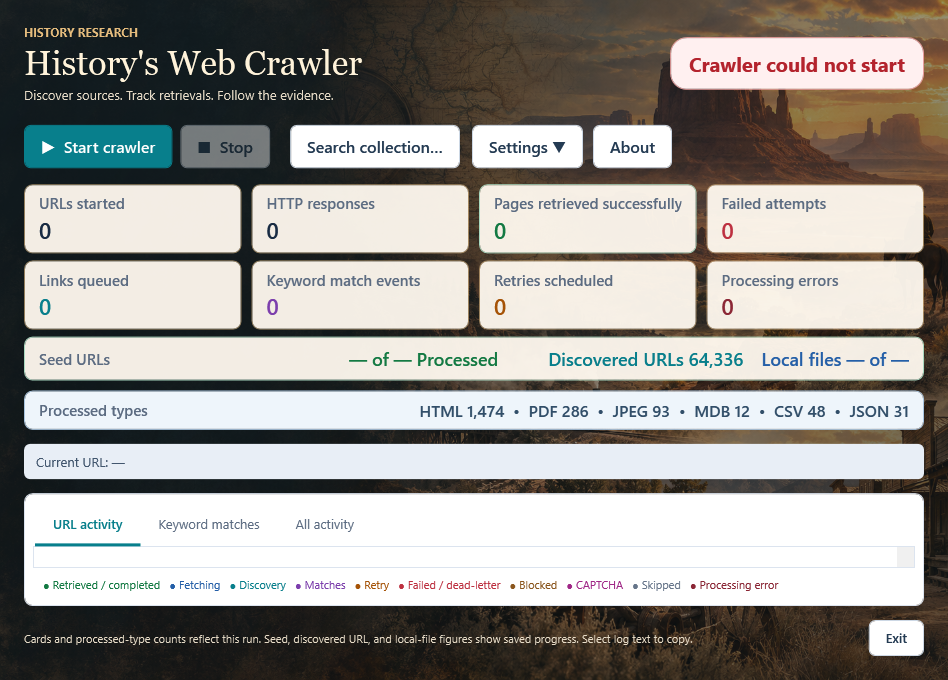 HISTORY RESEARCH
History's Web Crawler
Discover sources. Track retrievals. Follow the evidence.
Crawler could not start
▶ Start crawler
■ Stop
Search collection...
Settings ▼
About
URLs started
0
HTTP responses
0
Pages retrieved successfully
0
Failed attempts
0
Links queued
0
Keyword match events
0
Retries scheduled
0
Processing errors
0
Seed URLs — of — Processed Discovered URLs 64,336 Local files — of —
Processed types HTML 1,474 • PDF 286 • JPEG 93 • MDB 12 • CSV 48 • JSON 31
Current URL: —
URL activity Keyword matches All activity
● Retrieved / completed ● Fetching ● Discovery ● Matches ● Retry ● Failed / dead-letter ● Blocked ● CAPTCHA ● Skipped ● Processing error
Cards and processed-type counts reflect this run. Seed, discovered URL, and local-file figures show saved progress. Select log text to copy.
Exit